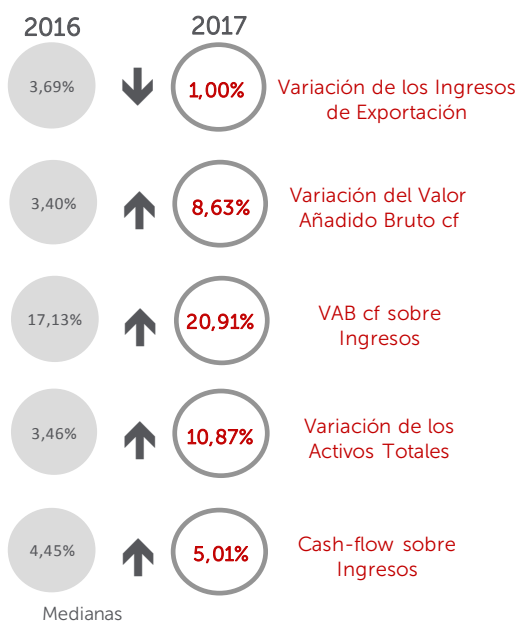 2016
2017
3,69%
1,00%
Variación de los Ingresos
de Exportación
3,40%
8,63%
Variación del Valor
Añadido Bruto cf
17,13%
20,91%
VAB cf sobre
Ingresos
3,46%
10,87%
Variación de los
Activos Totales
4,45%
5,01%
Cash-flow sobre
Ingresos
Medianas